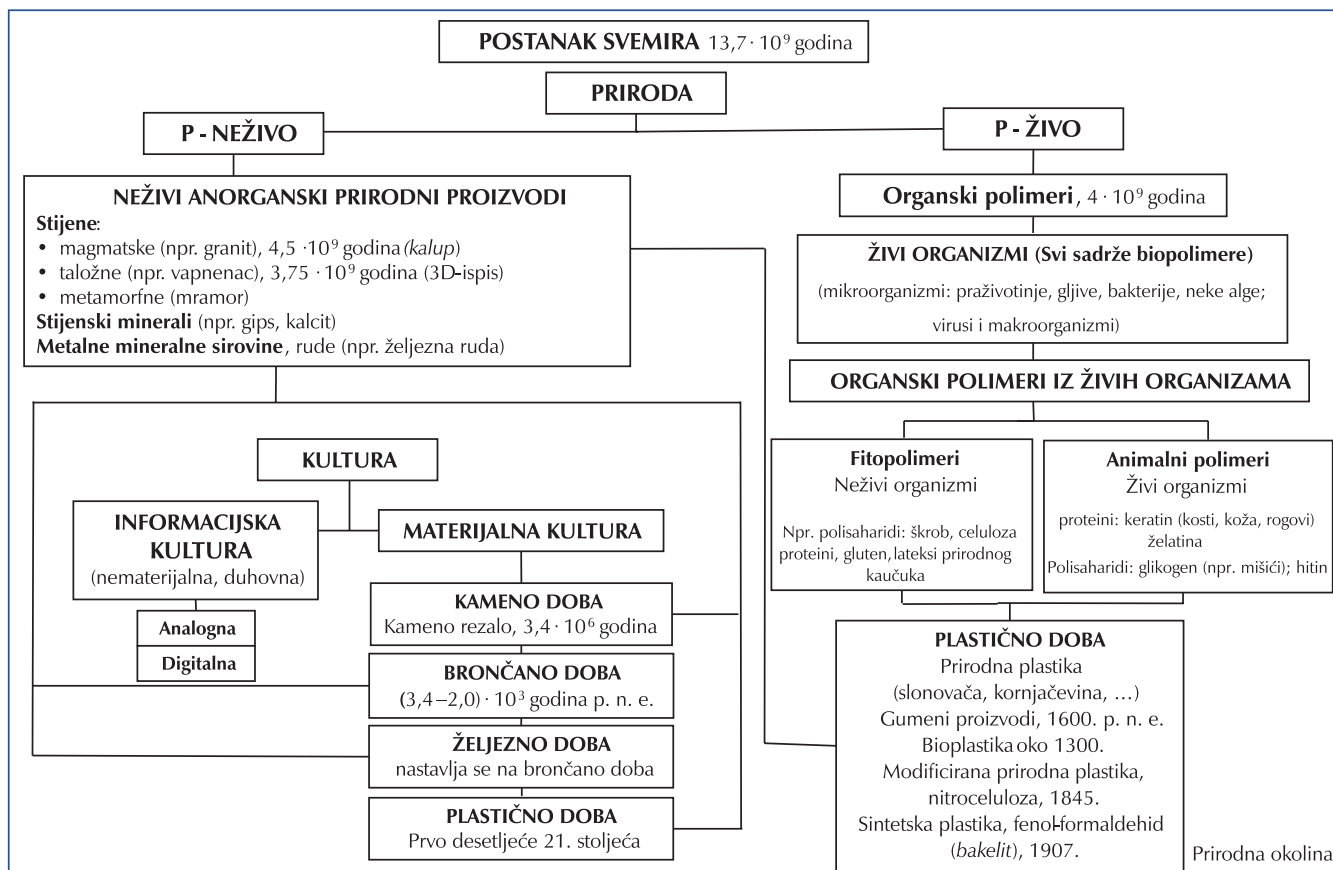 POSTANAK SVEMIRA 13,7 · 10⁹ godina
PRIRODA
P - NEŽIVO
P - ŽIVO
NEŽIVI ANORGANSKI PRIRODNI PROIZVODI
Stijene:
• magmatske (npr. granit), 4,5 ·10⁹ godina (kalup)
• taložne (npr. vapnenac), 3,75 · 10⁹ godina (3D-ispis)
• metamorfne (mramor)
Stijenski minerali (npr. gips, kalcit)
Metalne mineralne sirovine, rude (npr. željezna ruda)
Organski polimeri, 4 · 10⁹ godina
ŽIVI ORGANIZMI (Svi sadrže biopolimere)
(mikroorganizmi: praživotinje, gljive, bakterije, neke alge;
virusi i makroorganizmi)
ORGANSKI POLIMERI IZ ŽIVIH ORGANIZAMA
Fitopolimeri
Neživi organizmi
Npr. polisaharidi: škrob, celuloza
proteini, gluten, lateksi prirodnog
kaučuka
Animalni polimeri
Živi organizmi
proteini: keratin (kosti, koža, rogovi)
želatina
Polisaharidi: glikogen (npr. mišići); hitin
KULTURA
INFORMACIJSKA
KULTURA
(nematerijalna, duhovna)
Analogna
Digitalna
MATERIJALNA KULTURA
KAMENO DOBA
Kameno rezalo, 3,4 · 10⁶ godina
BRONČANO DOBA
(3,4–2,0) · 10³ godina p. n. e.
ŽELJEZNO DOBA
nastavlja se na brončano doba
PLASTIČNO DOBA
Prvo desetljeće 21. stoljeća
PLASTIČNO DOBA
Prirodna plastika
(slonovača, kornjačevina, …)
Gumeni proizvodi, 1600. p. n. e.
Bioplastika oko 1300.
Modificirana prirodna plastika,
nitroceluloza, 1845.
Sintetska plastika, fenol-formaldehid
(bakelit), 1907.
Prirodna okolina